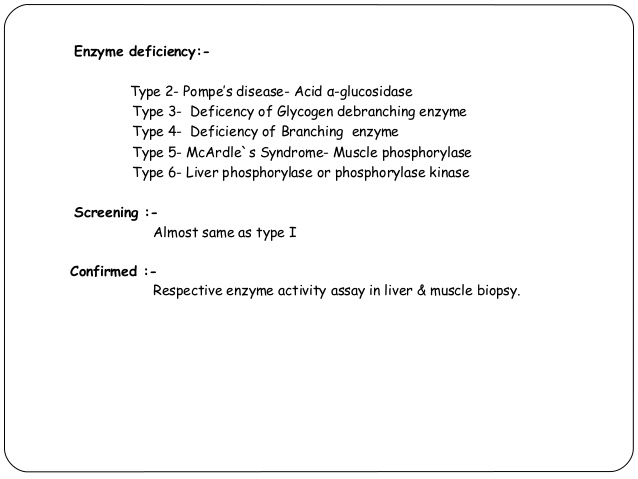 Enzyme deficiency:-
Type 2- Pompe's disease- Acid α-glucosidase
Type 3- Deficency of Glycogen debranching enzyme
Type 4- Deficiency of Branching enzyme
Type 5- McArdle`s Syndrome- Muscle phosphorylase
Type 6- Liver phosphorylase or phosphorylase kinase
Screening :-
Almost same as type I
Confirmed :-
Respective enzyme activity assay in liver & muscle biopsy.